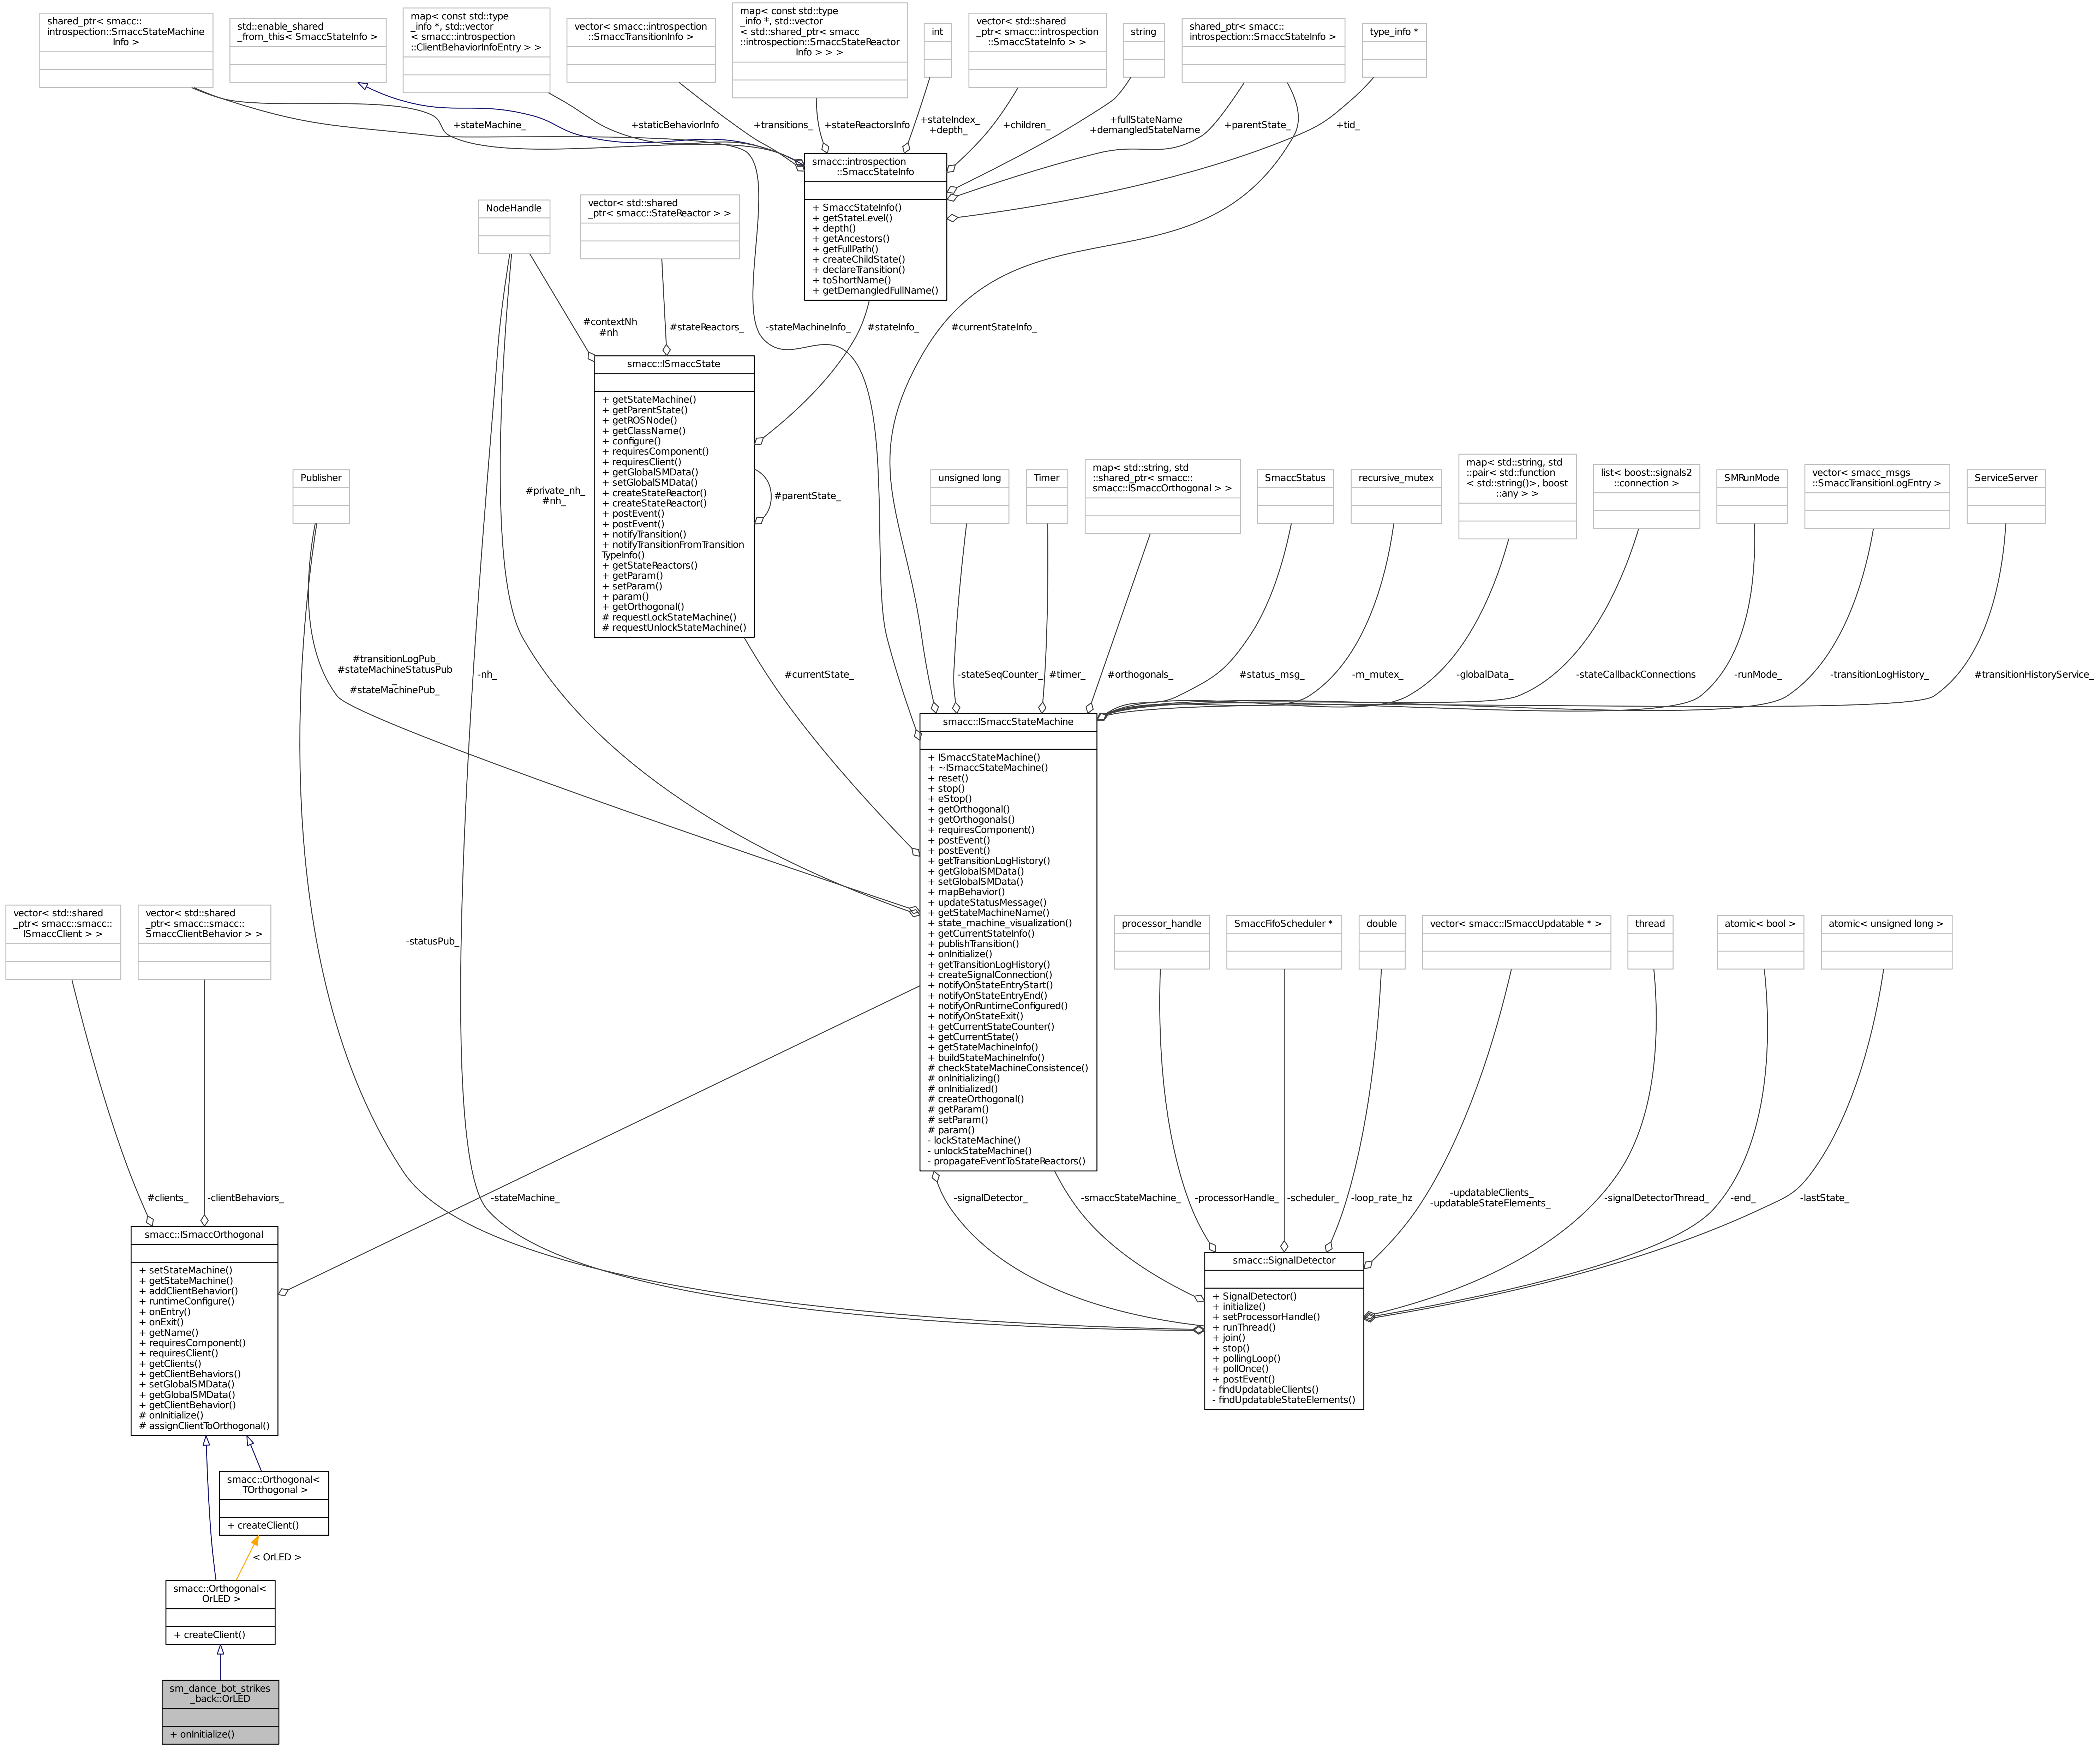 shared_ptr< smacc::
introspection::SmaccStateMachine
Info >
std::enable_shared
_from_this< SmaccStateInfo >
map< const std::type
_info *, std::vector
< smacc::introspection
::ClientBehaviorInfoEntry > >
vector< smacc::introspection
::SmaccTransitionInfo >
map< const std::type
_info *, std::vector
< std::shared_ptr< smacc
::introspection::SmaccStateReactor
Info > > >
int
vector< std::shared
_ptr< smacc::introspection
::SmaccStateInfo > >
string
shared_ptr< smacc::
introspection::SmaccStateInfo >
type_info *
+stateMachine_
+staticBehaviorInfo
+transitions_
+stateReactorsInfo
+stateIndex_
+depth_
+children_
+fullStateName
+demangledStateName
+parentState_
+tid_
smacc::introspection
::SmaccStateInfo
+ SmaccStateInfo()
+ getStateLevel()
+ depth()
+ getAncestors()
+ getFullPath()
+ createChildState()
+ declareTransition()
+ toShortName()
+ getDemangledFullName()
NodeHandle
vector< std::shared
_ptr< smacc::StateReactor > >
#contextNh
#nh
#stateReactors_
-stateMachineInfo_
#stateInfo_
#currentStateInfo_
smacc::ISmaccState
+ getStateMachine()
+ getParentState()
+ getROSNode()
+ getClassName()
+ configure()
+ requiresComponent()
+ requiresClient()
+ getGlobalSMData()
+ setGlobalSMData()
+ createStateReactor()
+ createStateReactor()
+ postEvent()
+ postEvent()
+ notifyTransition()
+ notifyTransitionFromTransition
TypeInfo()
+ getStateReactors()
+ getParam()
+ setParam()
+ param()
+ getOrthogonal()
# requestLockStateMachine()
# requestUnlockStateMachine()
#parentState_
Publisher
#private_nh_
#nh_
unsigned long
Timer
map< std::string, std
::shared_ptr< smacc::
smacc::ISmaccOrthogonal > >
SmaccStatus
recursive_mutex
map< std::string, std
::pair< std::function
< std::string()>, boost
::any > >
list< boost::signals2
::connection >
SMRunMode
vector< smacc_msgs
::SmaccTransitionLogEntry >
ServiceServer
#transitionLogPub_
#stateMachineStatusPub
_
#stateMachinePub_
-nh_
#currentState_
-stateSeqCounter_
#timer_
#orthogonals_
#status_msg_
-m_mutex_
-globalData_
-stateCallbackConnections
-runMode_
-transitionLogHistory_
#transitionHistoryService_
smacc::ISmaccStateMachine
+ ISmaccStateMachine()
+ ~ISmaccStateMachine()
+ reset()
+ stop()
+ eStop()
+ getOrthogonal()
+ getOrthogonals()
+ requiresComponent()
+ postEvent()
+ postEvent()
+ getTransitionLogHistory()
+ getGlobalSMData()
+ setGlobalSMData()
+ mapBehavior()
+ updateStatusMessage()
+ getStateMachineName()
+ state_machine_visualization()
+ getCurrentStateInfo()
+ publishTransition()
+ onInitialize()
+ getTransitionLogHistory()
+ createSignalConnection()
+ notifyOnStateEntryStart()
+ notifyOnStateEntryEnd()
+ notifyOnRuntimeConfigured()
+ notifyOnStateExit()
+ getCurrentStateCounter()
+ getCurrentState()
+ getStateMachineInfo()
+ buildStateMachineInfo()
# checkStateMachineConsistence()
# onInitializing()
# onInitialized()
# createOrthogonal()
# getParam()
# setParam()
# param()
- lockStateMachine()
- unlockStateMachine()
- propagateEventToStateReactors()
vector< std::shared
_ptr< smacc::smacc::
ISmaccClient > >
vector< std::shared
_ptr< smacc::smacc::
SmaccClientBehavior > >
-statusPub_
processor_handle
SmaccFifoScheduler *
double
vector< smacc::ISmaccUpdatable * >
thread
atomic< bool >
atomic< unsigned long >
#clients_
-clientBehaviors_
-stateMachine_
-signalDetector_
-smaccStateMachine_
-processorHandle_
-scheduler_
-loop_rate_hz
-updatableClients_
-updatableStateElements_
-signalDetectorThread_
-end_
-lastState_
smacc::ISmaccOrthogonal
+ setStateMachine()
+ getStateMachine()
+ addClientBehavior()
+ runtimeConfigure()
+ onEntry()
+ onExit()
+ getName()
+ requiresComponent()
+ requiresClient()
+ getClients()
+ getClientBehaviors()
+ setGlobalSMData()
+ getGlobalSMData()
+ getClientBehavior()
# onInitialize()
# assignClientToOrthogonal()
smacc::SignalDetector
+ SignalDetector()
+ initialize()
+ setProcessorHandle()
+ runThread()
+ join()
+ stop()
+ pollingLoop()
+ pollOnce()
+ postEvent()
- findUpdatableClients()
- findUpdatableStateElements()
smacc::Orthogonal<
TOrthogonal >
+ createClient()
< OrLED >
smacc::Orthogonal<
OrLED >
+ createClient()
sm_dance_bot_strikes
_back::OrLED
+ onInitialize()